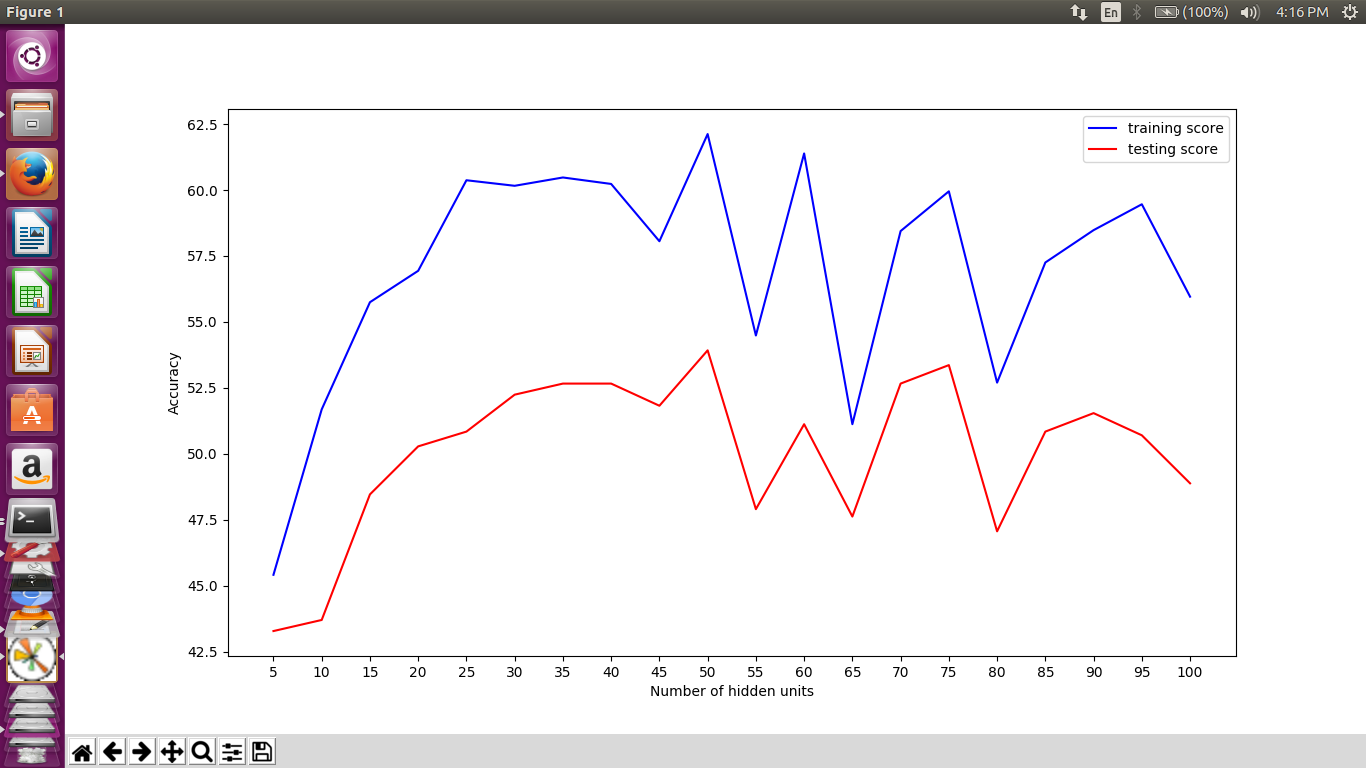 Figure 1
En
(100%)
4:16 PM
training score
testing score
62.5
60.0
57.5
55.0
52.5
50.0
47.5
45.0
42.5
Accuracy
5 10 15 20 25 30 35 40 45 50 55 60 65 70 75 80 85 90 95 100
Number of hidden units